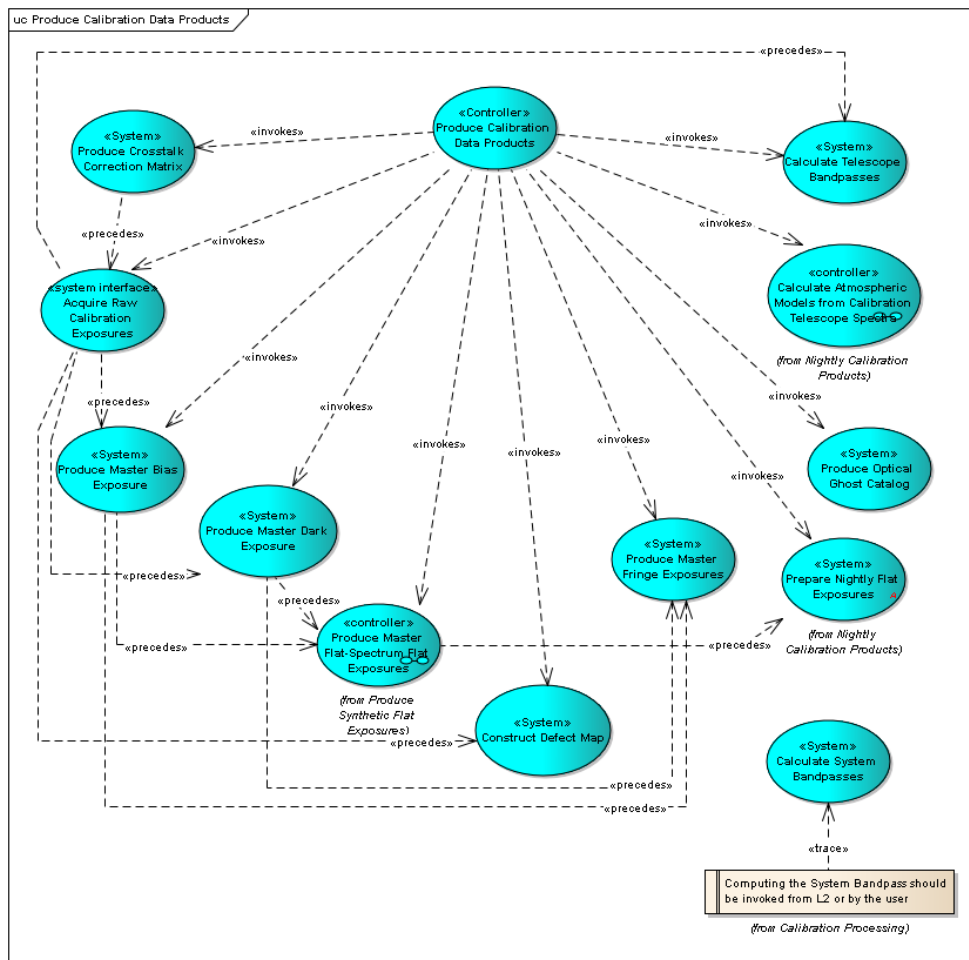 uc Produce Calibration Data Products
«precedes»
«Controller»
Produce Calibration
Data Products
«System»
Produce Crosstalk
Correction Matrix
«invokes»
«invokes»
«System»
Calculate Telescope
Bandpasses
«precedes»
«invokes»
«invokes»
«system interface»
Acquire Raw
Calibration
Exposures
«controller»
Calculate Atmospheric
Models from Calibration
Telescope Spectra
(from Nightly Calibration
Products)
«precedes»
«invokes»
«invokes»
«invokes»
«invokes»
«invokes»
«invokes»
«invokes»
«System»
Produce Master Bias
Exposure
«System»
Produce Optical
Ghost Catalog
«System»
Produce Master Dark
Exposure
«System»
Produce Master
Fringe Exposures
«System»
Prepare Nightly Flat
Exposures
A
(from Nightly
Calibration Products)
«precedes»
«precedes»
«controller»
Produce Master
Flat-Spectrum Flat
Exposures
(from Produce
Synthetic Flat
Exposures)
«precedes»
«precedes»
«System»
Construct Defect Map
«precedes»
«precedes»
«precedes»
«System»
Calculate System
Bandpasses
«trace»
Computing the System Bandpass should
be invoked from L2 or by the user
(from Calibration Processing)